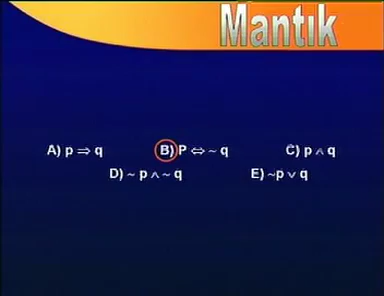 Mantık
A) p ⇒ q B) P ⇔ ~ q C) p ∧ q
D) ~ p ∧ ~ q E) ~p ∨ q